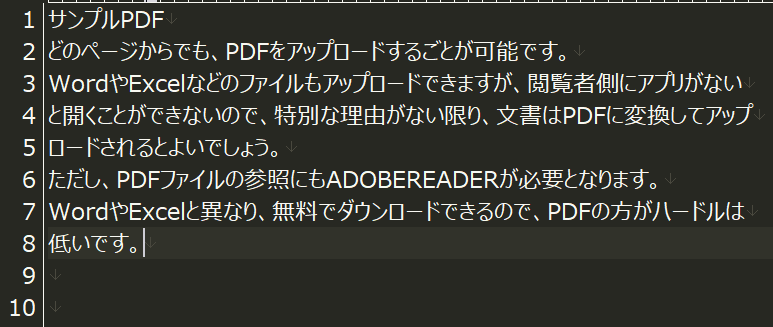 1 サンプルPDF
2 どのページからでも、PDFをアップロードするごとが可能です。
3 WordやExcelなどのファイルもアップロードできますが、閲覧者側にアプリがない
4 と開くことができないので、特別な理由がない限り、文書はPDFに変換してアップ
5 ロードされるとよいでしょう。
6 ただし、PDFファイルの参照にもADOBEREADERが必要となります。
7 WordやExcelと異なり、無料でダウンロードできるので、PDFの方がハードルは
8 低いです。
9
10